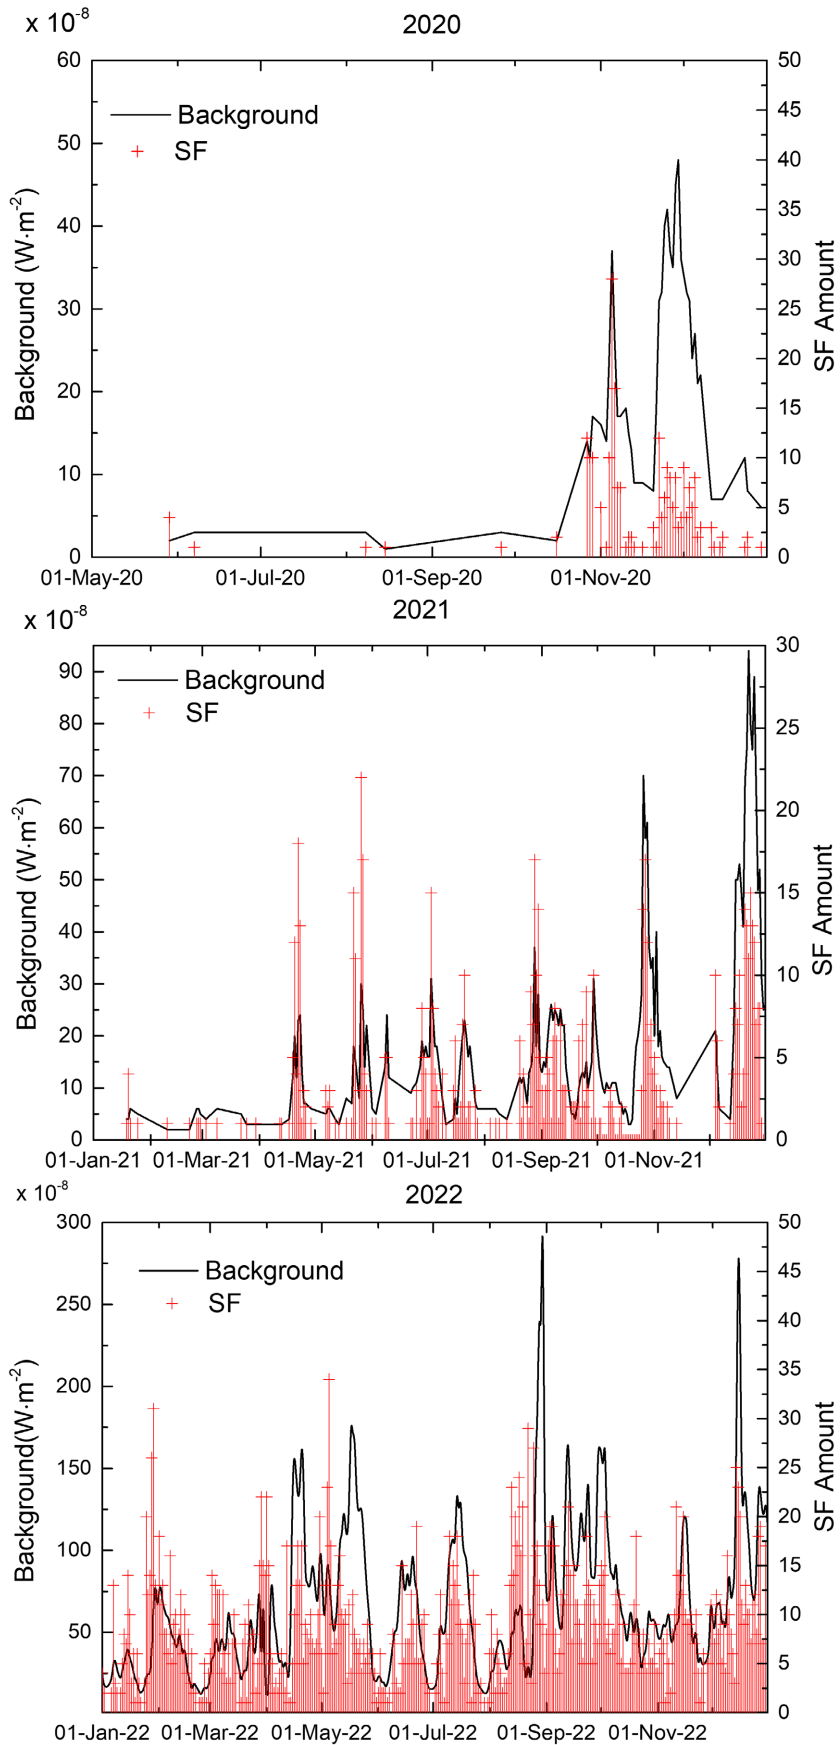 x 10⁻⁸
2020
60
50
40
30
20
10
0
50
45
40
35
30
25
20
15
10
5
0
Background
SF
Background (W·m⁻²)
SF Amount
01-May-20
01-Jul-20
01-Sep-20
01-Nov-20
x 10⁻⁸
2021
90
80
70
60
50
40
30
20
10
0
30
25
20
15
10
5
0
Background
SF
Background (W·m⁻²)
SF Amount
01-Jan-21
01-Mar-21
01-May-21
01-Jul-21
01-Sep-21
01-Nov-21
x 10⁻⁸
2022
300
250
200
150
100
50
50
45
40
35
30
25
20
15
10
5
0
Background
SF
Background(W·m⁻²)
SF Amount
01-Jan-22
01-Mar-22
01-May-22
01-Jul-22
01-Sep-22
01-Nov-22